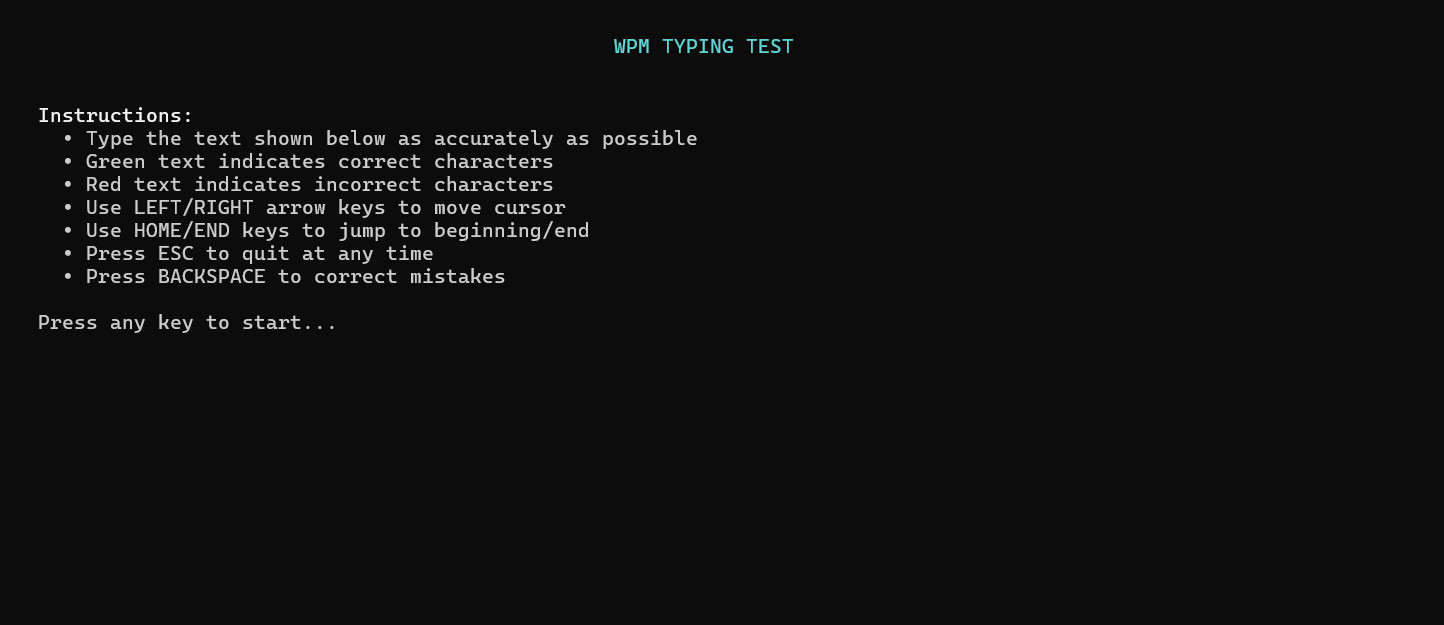 WPM TYPING TEST
Instructions:
• Type the text shown below as accurately as possible
• Green text indicates correct characters
• Red text indicates incorrect characters
• Use LEFT/RIGHT arrow keys to move cursor
• Use HOME/END keys to jump to beginning/end
• Press ESC to quit at any time
• Press BACKSPACE to correct mistakes
Press any key to start...